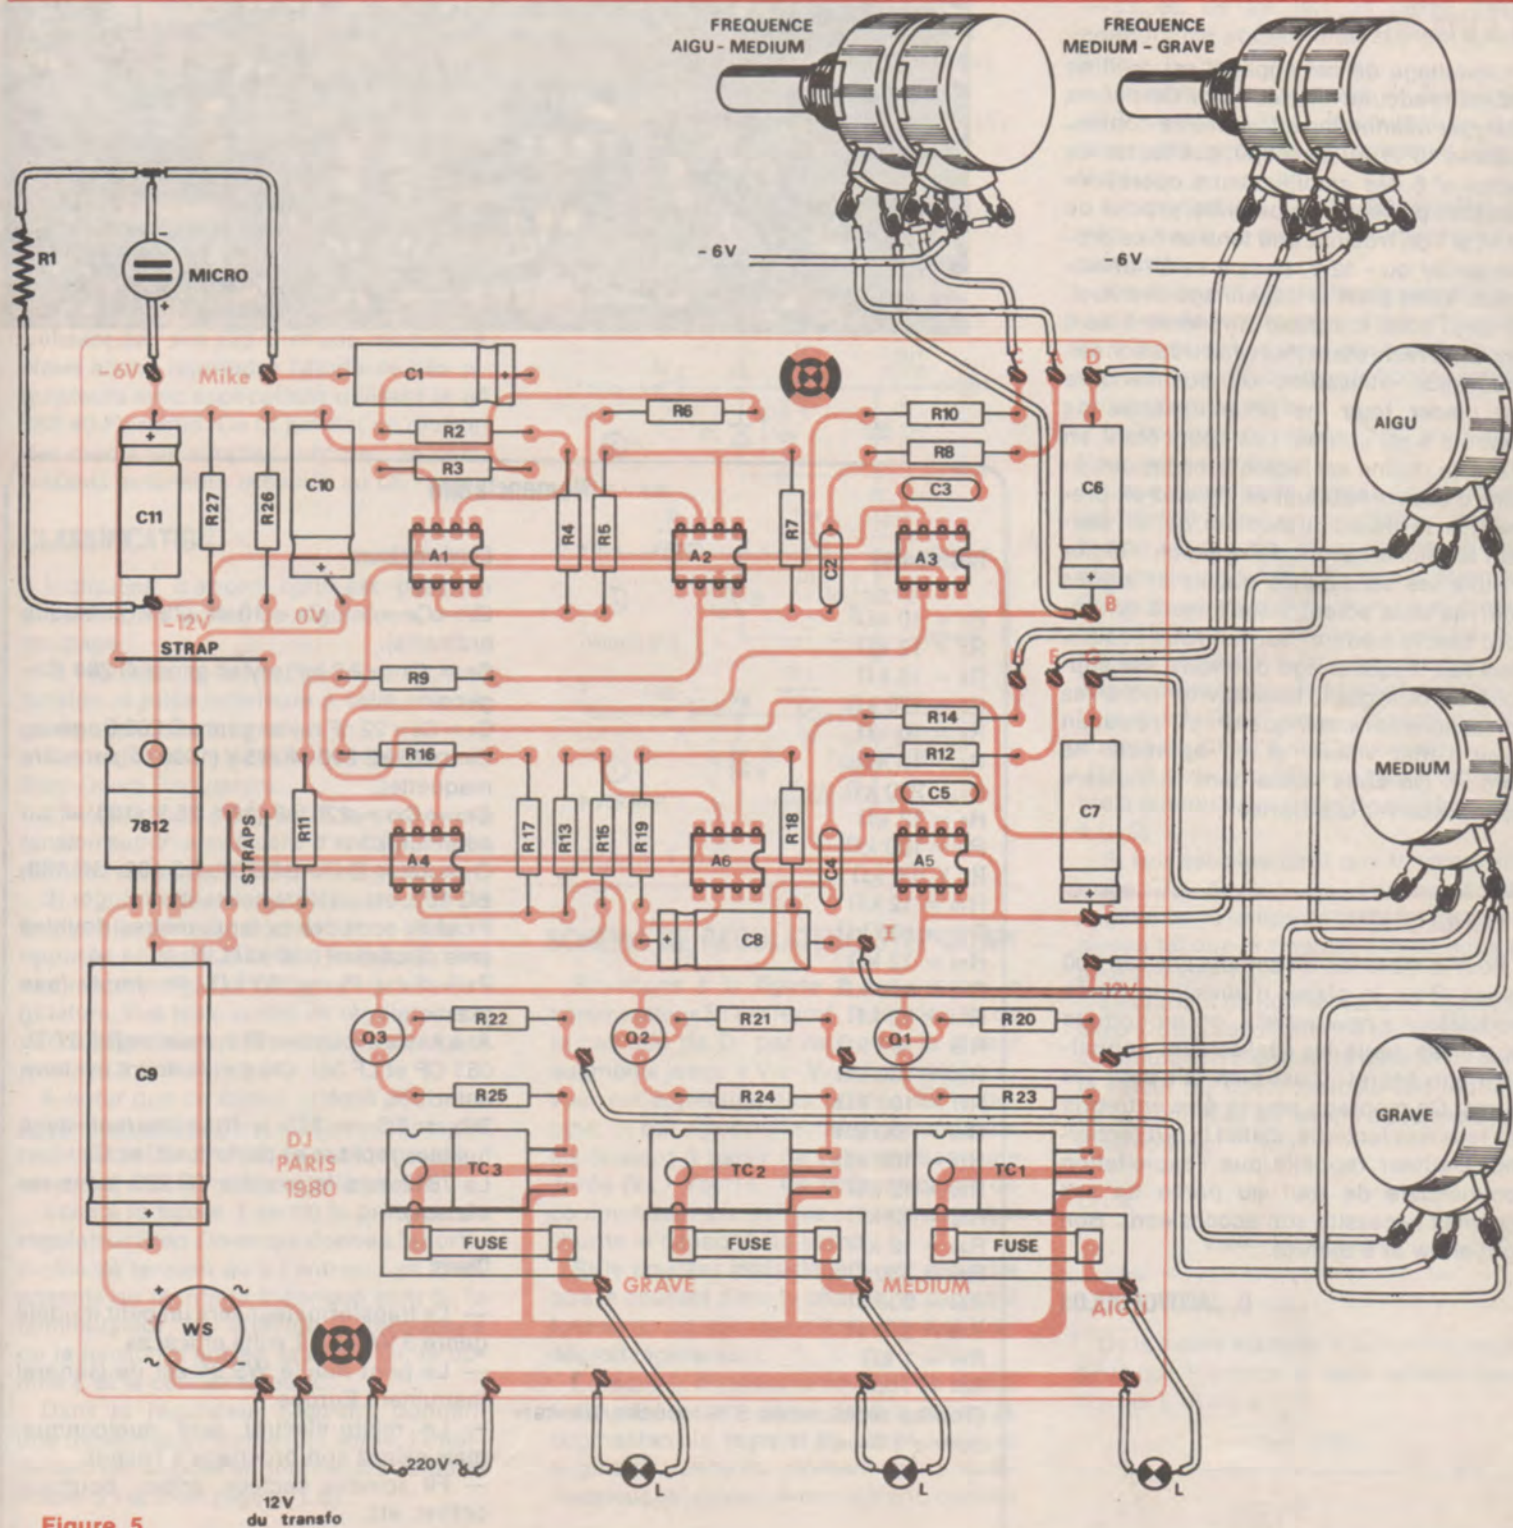 FREQUENCE
AIGU - MEDIUM
FREQUENCE
MEDIUM - GRAVE
R1
MICRO
-
+
- 6V
- 6V
- 6V
Mike
C1
+
C
A
D
R6
R10
R2
R8
R3
AIGU
C3
+
C11
R27
R26
C10
R4
R5
R7
C6
A1
A2
C2
A3
+
+
B
-12V
0V
STRAP
H
E
G
R9
R14
R16
R12
MEDIUM
C5
7812
STRAPS
R11
R17
R13
R15
R19
R18
C7
A4
A6
C4
A5
+
F
+
C8
I
-12V
Q3
R22
Q2
R21
Q1
R20
C9
R25
R24
R23
GRAVE
DJ
PARIS
1980
TC3
TC2
TC1
+
FUSE
FUSE
FUSE
GRAVE
MEDIUM
AIGU
+
~
WS
~
-
220V~
L
L
L
12V
du transfo
Figure 5